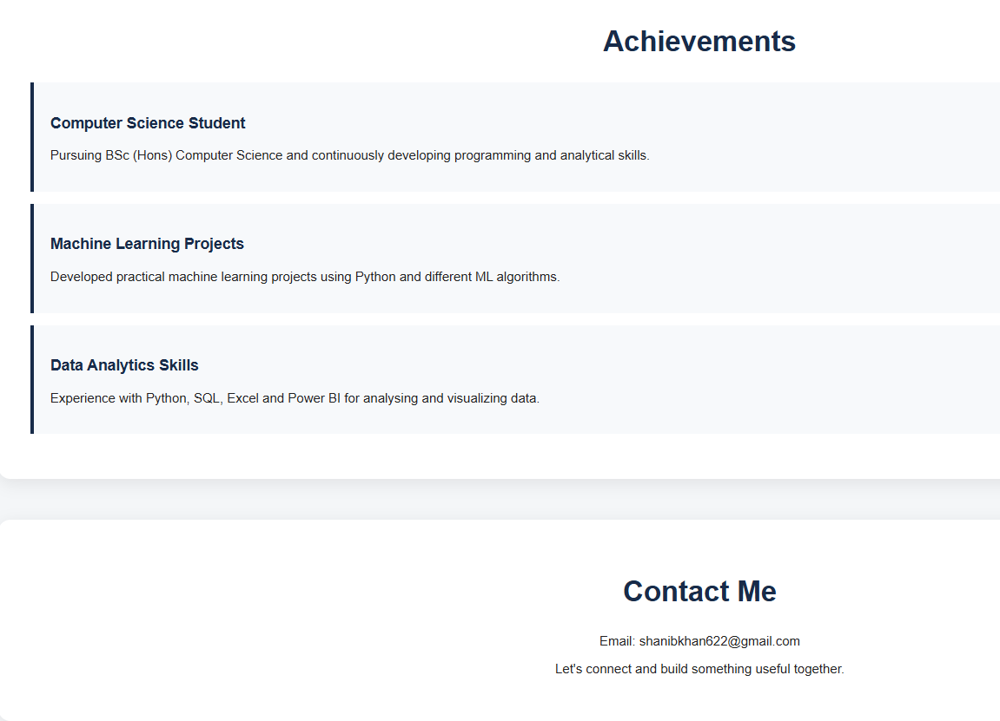 Achievements
Computer Science Student
Pursuing BSc (Hons) Computer Science and continuously developing programming and analytical skills.
Machine Learning Projects
Developed practical machine learning projects using Python and different ML algorithms.
Data Analytics Skills
Experience with Python, SQL, Excel and Power BI for analysing and visualizing data.
Contact Me
Email: shanibkhan622@gmail.com
Let's connect and build something useful together.